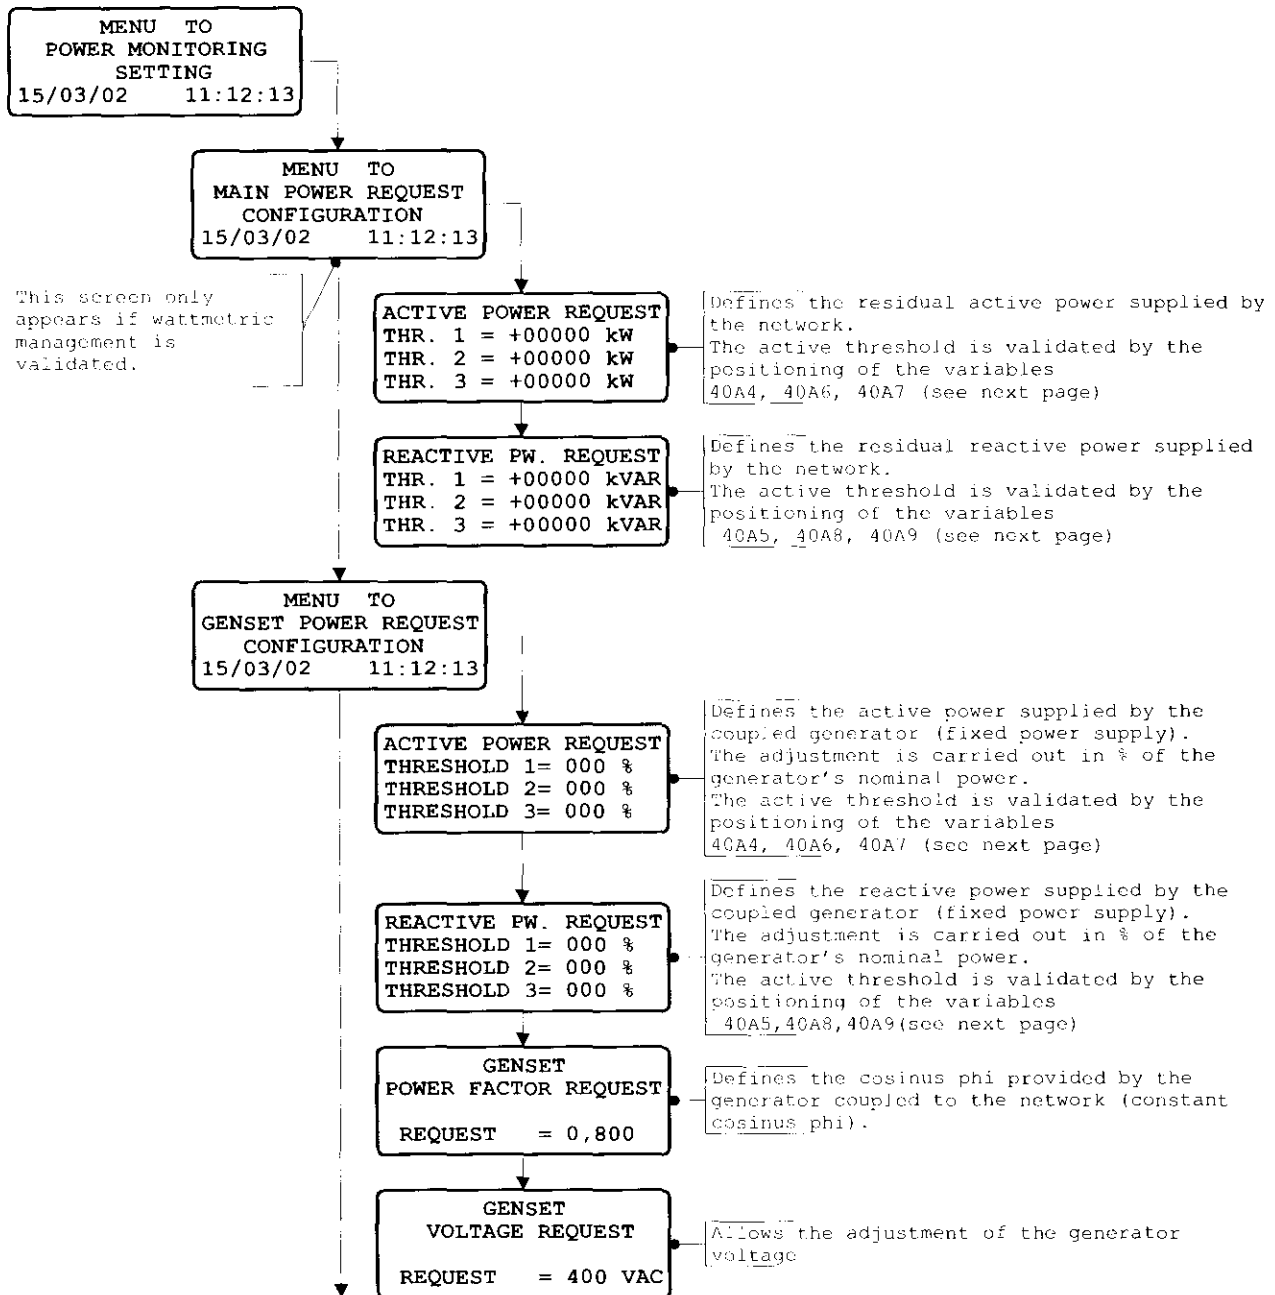 MENU TO
POWER MONITORING
SETTING
15/03/02 11:12:13
MENU TO
MAIN POWER REQUEST
CONFIGURATION
15/03/02 11:12:13
This screen only
appears if wattmetric
management is
validated.
ACTIVE POWER REQUEST
THR. 1 = +00000 kW
THR. 2 = +00000 kW
THR. 3 = +00000 kW
Defines the residual active power supplied by
the network.
The active threshold is validated by the
positioning of the variables
40A4, 40A6, 40A7 (see next page)
REACTIVE PW. REQUEST
THR. 1 = +00000 kVAR
THR. 2 = +00000 kVAR
THR. 3 = +00000 kVAR
Defines the residual reactive power supplied
by the network.
The active threshold is validated by the
positioning of the variables
40A5, 40A8, 40A9 (see next page)
MENU TO
GENSET POWER REQUEST
CONFIGURATION
15/03/02 11:12:13
ACTIVE POWER REQUEST
THRESHOLD 1= 000 %
THRESHOLD 2= 000 %
THRESHOLD 3= 000 %
Defines the active power supplied by the
coupled generator (fixed power supply).
The adjustment is carried out in % of the
generator's nominal power.
The active threshold is validated by the
positioning of the variables
40A4, 40A6, 40A7 (see next page)
REACTIVE PW. REQUEST
THRESHOLD 1= 000 %
THRESHOLD 2= 000 %
THRESHOLD 3= 000 %
Defines the reactive power supplied by the
coupled generator (fixed power supply).
The adjustment is carried out in % of the
generator's nominal power.
The active threshold is validated by the
positioning of the variables
40A5,40A8,40A9(see next page)
GENSET
POWER FACTOR REQUEST
REQUEST = 0,800
Defines the cosinus phi provided by the
generator coupled to the network (constant
cosinus phi).
GENSET
VOLTAGE REQUEST
REQUEST = 400 VAC
Allows the adjustment of the generator
voltage